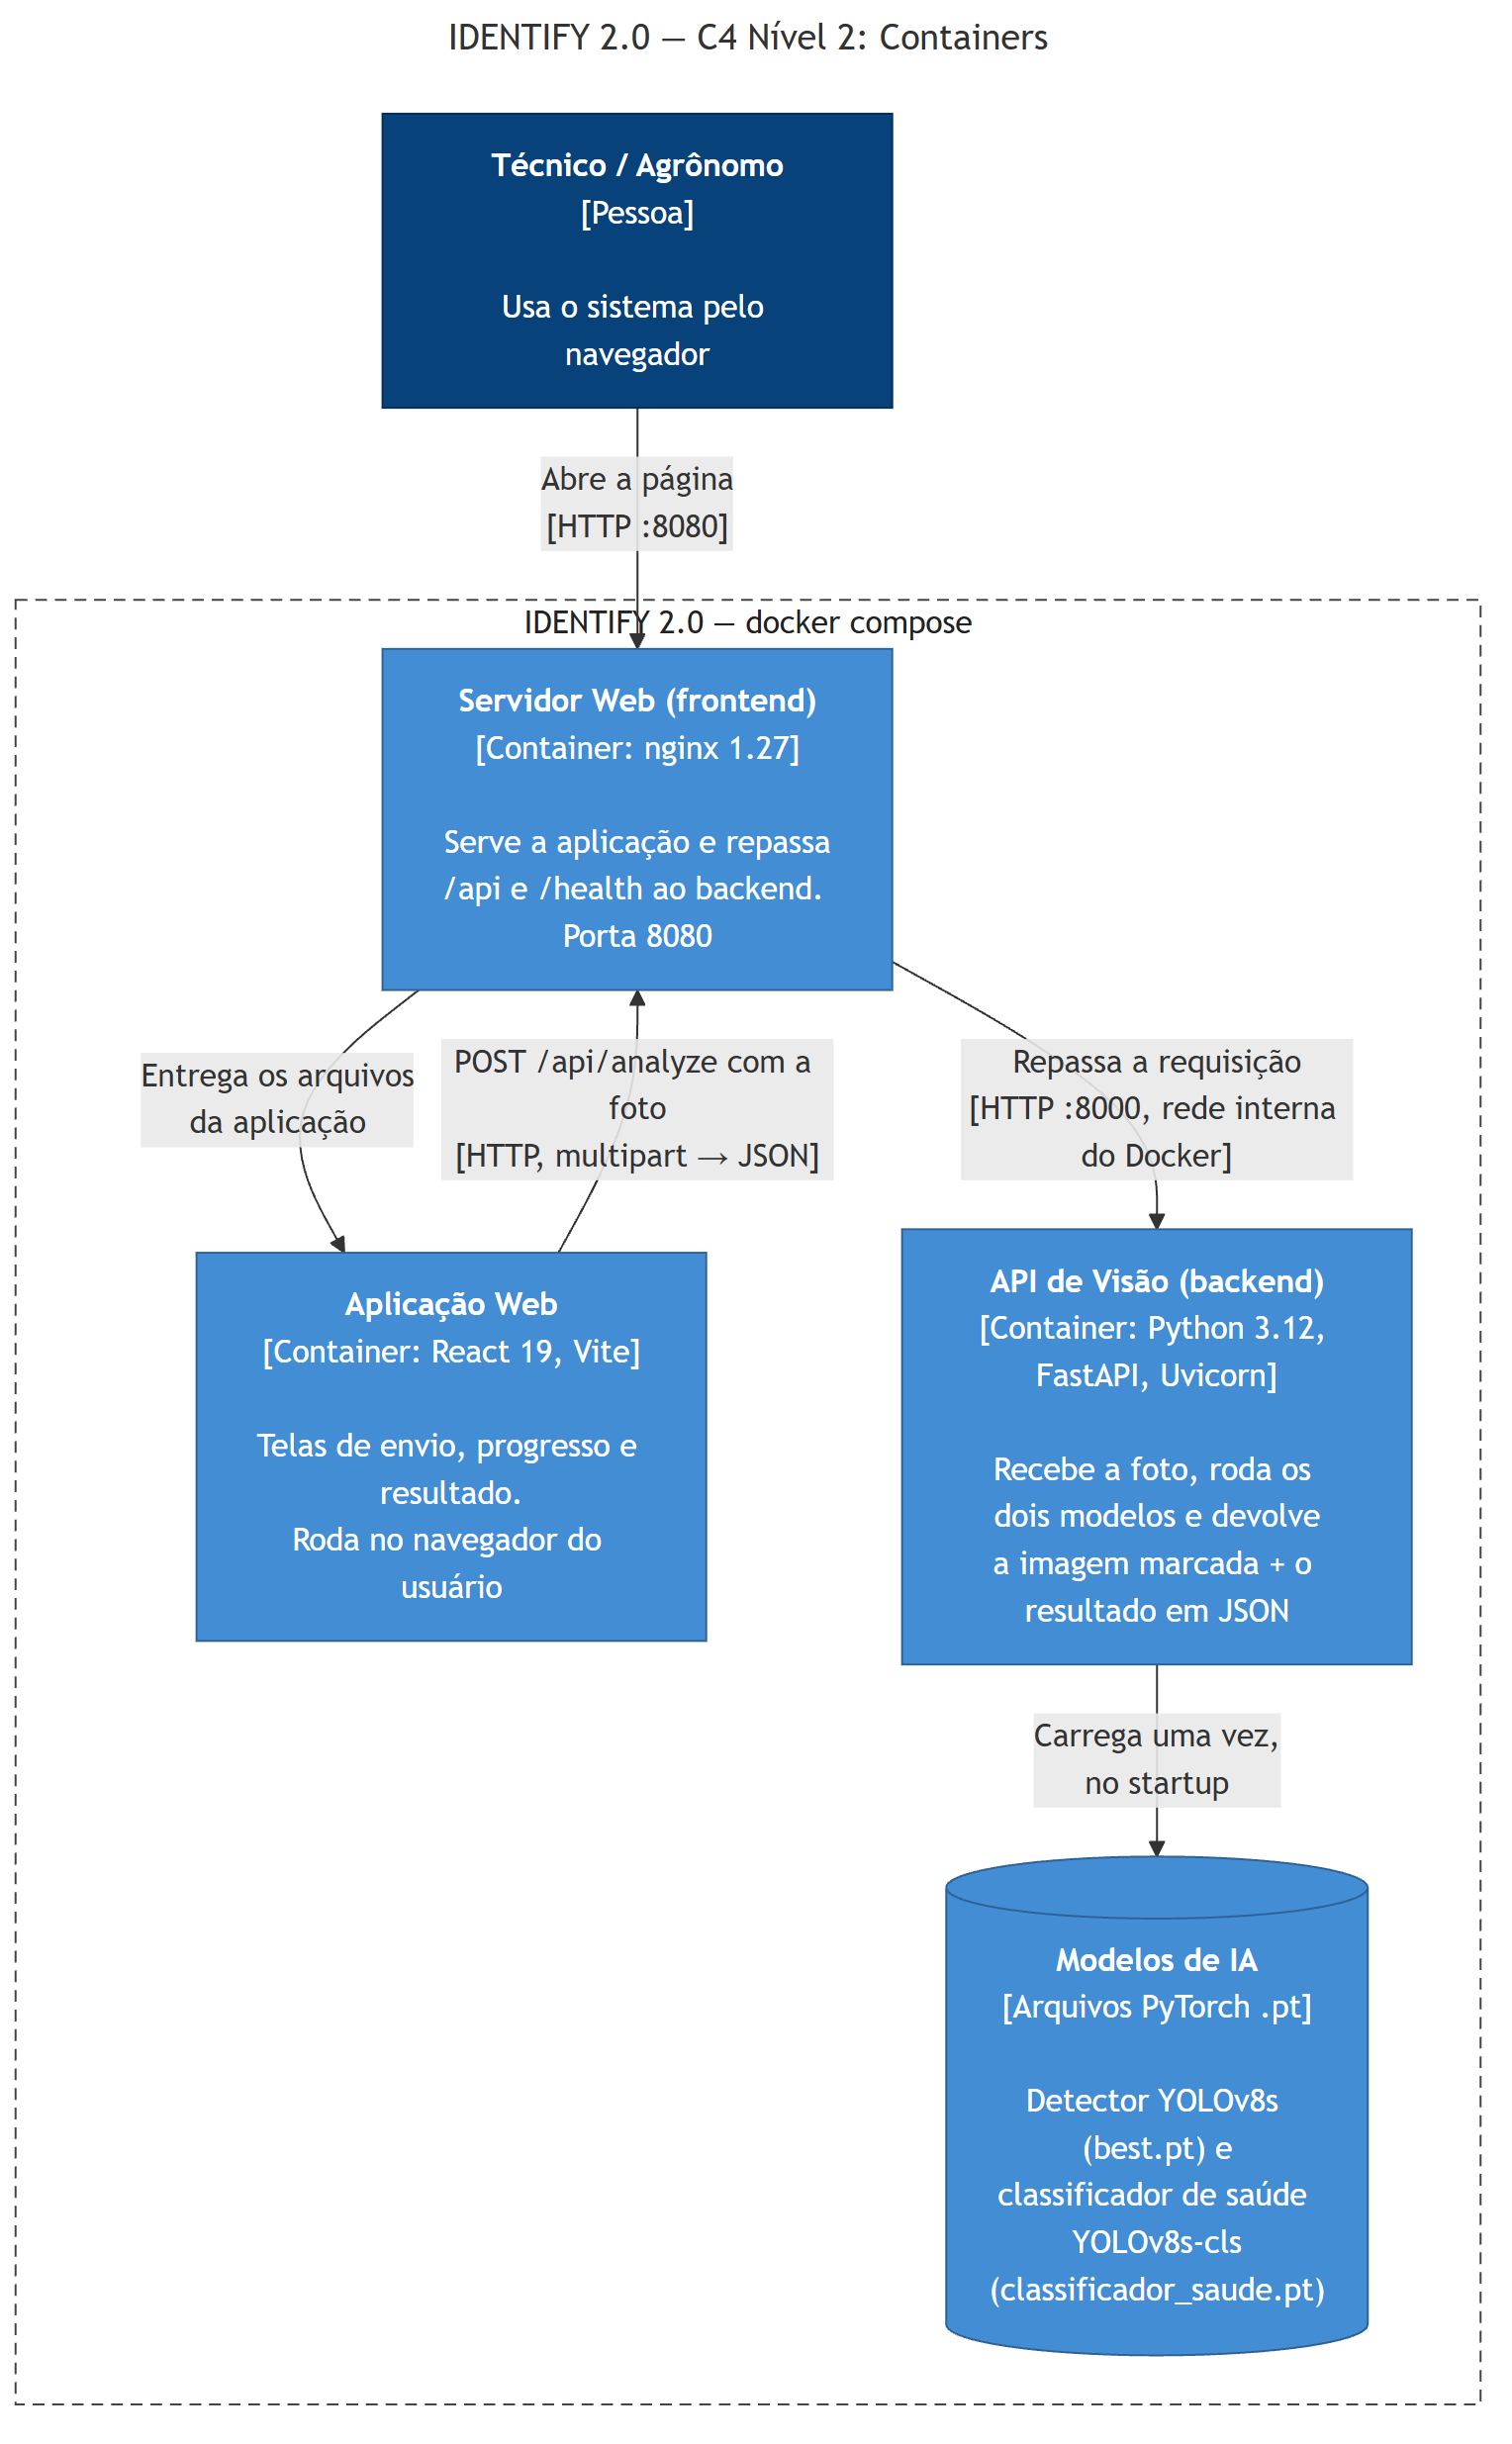 IDENTIFY 2.0 — C4 Nível 2: Containers
Técnico / Agrônomo
[Pessoa]
Usa o sistema pelo
navegador
Abre a página
[HTTP :8080]
IDENTIFY 2.0 — docker compose
Servidor Web (frontend)
[Container: nginx 1.27]
Serve a aplicação e repassa
/api e /health ao backend.
Porta 8080
Entrega os arquivos
da aplicação
POST /api/analyze com a
foto
[HTTP, multipart → JSON]
Repassa a requisição
[HTTP :8000, rede interna
do Docker]
Aplicação Web
[Container: React 19, Vite]
Telas de envio, progresso e
resultado.
Roda no navegador do
usuário
API de Visão (backend)
[Container: Python 3.12,
FastAPI, Uvicorn]
Recebe a foto, roda os
dois modelos e devolve
a imagem marcada + o
resultado em JSON
Carrega uma vez,
no startup
Modelos de IA
[Arquivos PyTorch .pt]
Detector YOLOv8s
(best.pt) e
classificador de saúde
YOLOv8s-cls
(classificador_saude.pt)